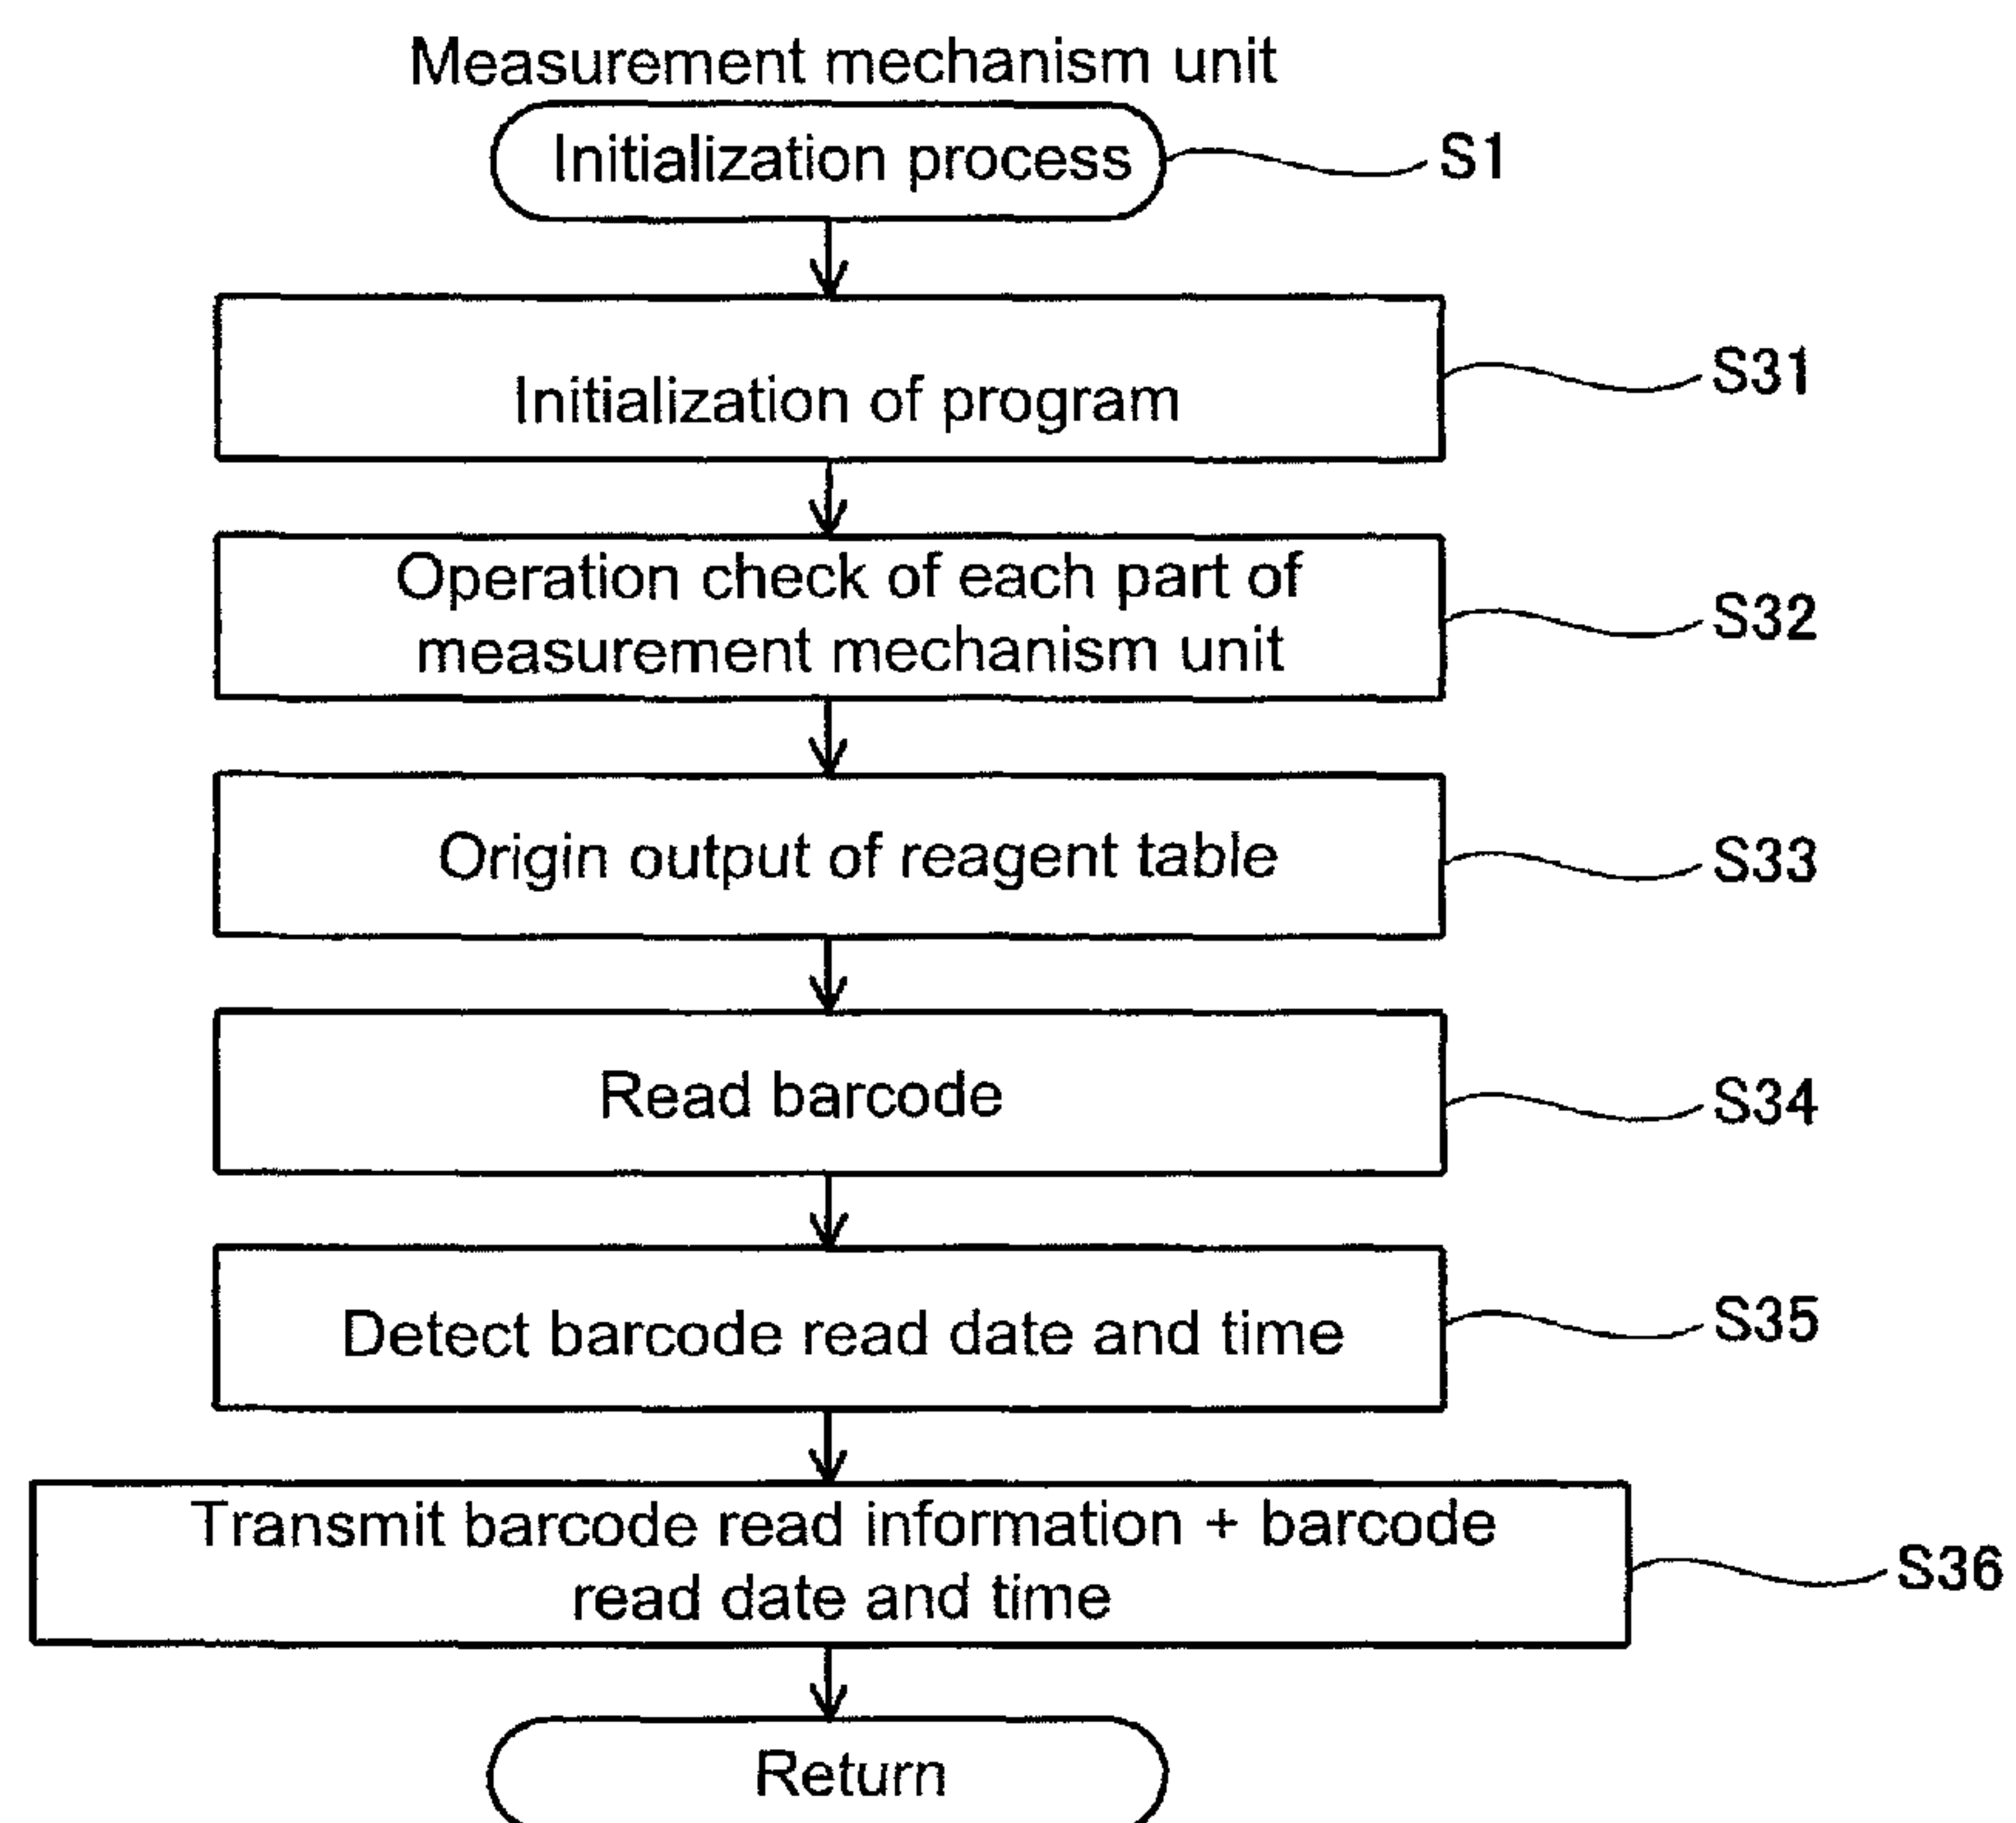 Measurement mechanism unit
Initialization process
S1
Initialization of program
S31
Operation check of each part of
measurement mechanism unit
S32
Origin output of reagent table
S33
Read barcode
S34
Detect barcode read date and time
S35
Transmit barcode read information + barcode
read date and time
S36
Return